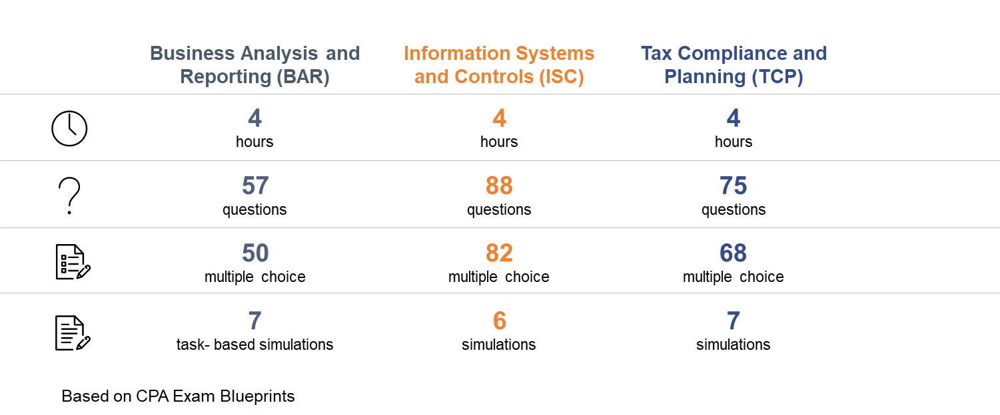 Business Analysis and
Reporting (BAR)
Information Systems
and Controls (ISC)
Tax Compliance and
Planning (TCP)
4
hours
4
hours
4
hours
57
questions
88
questions
75
questions
50
multiple choice
82
multiple choice
68
multiple choice
7
task- based simulations
6
simulations
7
simulations
Based on CPA Exam Blueprints